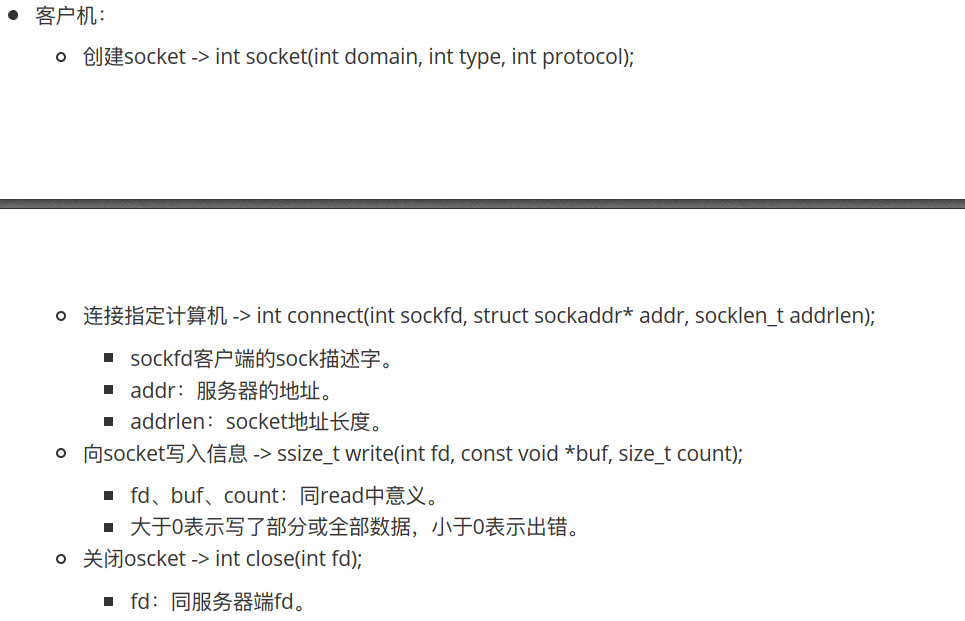 客户机：
创建socket -> int socket(int domain, int type, int protocol);
连接指定计算机 -> int connect(int sockfd, struct sockaddr* addr, socklen_t addrlen);
sockfd客户端的sock描述字。
addr：服务器的地址。
addrlen：socket地址长度。
向socket写入信息 -> ssize_t write(int fd, const void *buf, size_t count);
fd、buf、count：同read中意义。
大于0表示写了部分或全部数据，小于0表示出错。
关闭oscket -> int close(int fd);
fd：同服务器端fd。